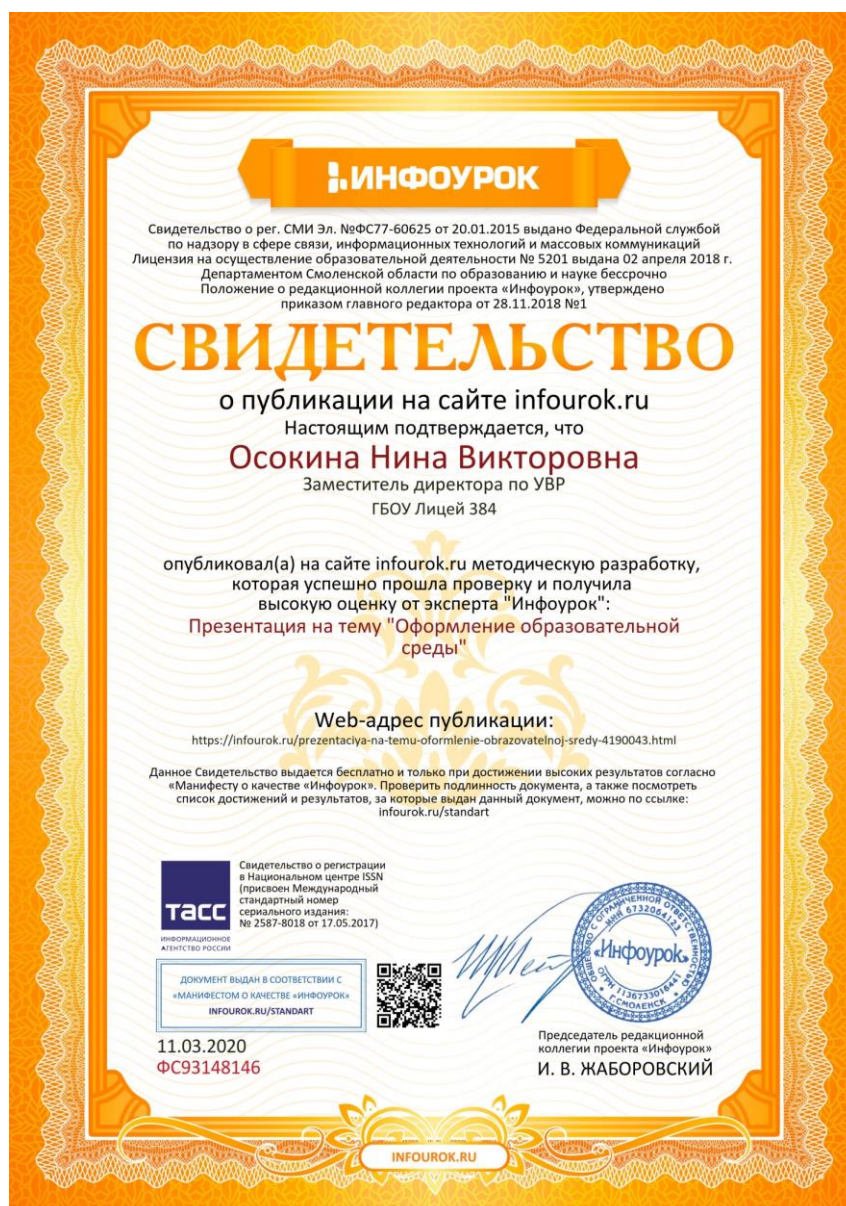 ИНФОУРОК
Свидетельство о рег. СМИ Эл. №ФС77-60625 от 20.01.2015 выдано Федеральной службой
по надзору в сфере связи, информационных технологий и массовых коммуникаций
Лицензия на осуществление образовательной деятельности № 5201 выдана 02 апреля 2018 г.
Департаментом Смоленской области по образованию и науке бессрочно
Положение о редакционной коллегии проекта «Инфоурок», утверждено
приказом главного редактора от 28.11.2018 №1
СВИДЕТЕЛЬСТВО
о публикации на сайте infourok.ru
Настоящим подтверждается, что
Осокина Нина Викторовна
Заместитель директора по УВР
ГБОУ Лицей 384
опубликовал(а) на сайте infourok.ru методическую разработку,
которая успешно прошла проверку и получила
высокую оценку от эксперта "Инфоурок":
Презентация на тему "Оформление образовательной
среды"
Web-адрес публикации:
https://infourok.ru/prezentaciya-na-temu-oformlenie-obrazovatelnoj-sredy-4190043.html
Данное Свидетельство выдается бесплатно и только при достижении высоких результатов согласно
«Манифесту о качестве «Инфоурок». Проверить подлинность документа, а также посмотреть
список достижений и результатов, за которые выдан данный документ, можно по ссылке:
infourok.ru/standart
Свидетельство о регистрации
в Национальном центре ISSN
(присвоен Международный
стандартный номер
сериального издания:
№ 2587-8018 от 17.05.2017)
ТАСС
ИНФОРМАЦИОННОЕ
АГЕНТСТВО РОССИИ
ДОКУМЕНТ ВЫДАН В СООТВЕТСТВИИ С
«МАНИФЕСТОМ О КАЧЕСТВЕ «ИНФОУРОК»
INFOUROK.RU/STANDART
11.03.2020
ФС93148146
ОБЩЕСТВО С ОГРАНИЧЕННОЙ ОТВЕТСТВЕННОСТЬЮ
ИНН 6732064123
«Инфоурок»
ОГРН 1136733016441
Г.СМОЛЕНСК
Председатель редакционной
коллегии проекта «Инфоурок»
И. В. ЖАБОРОВСКИЙ
INFOUROK.RU